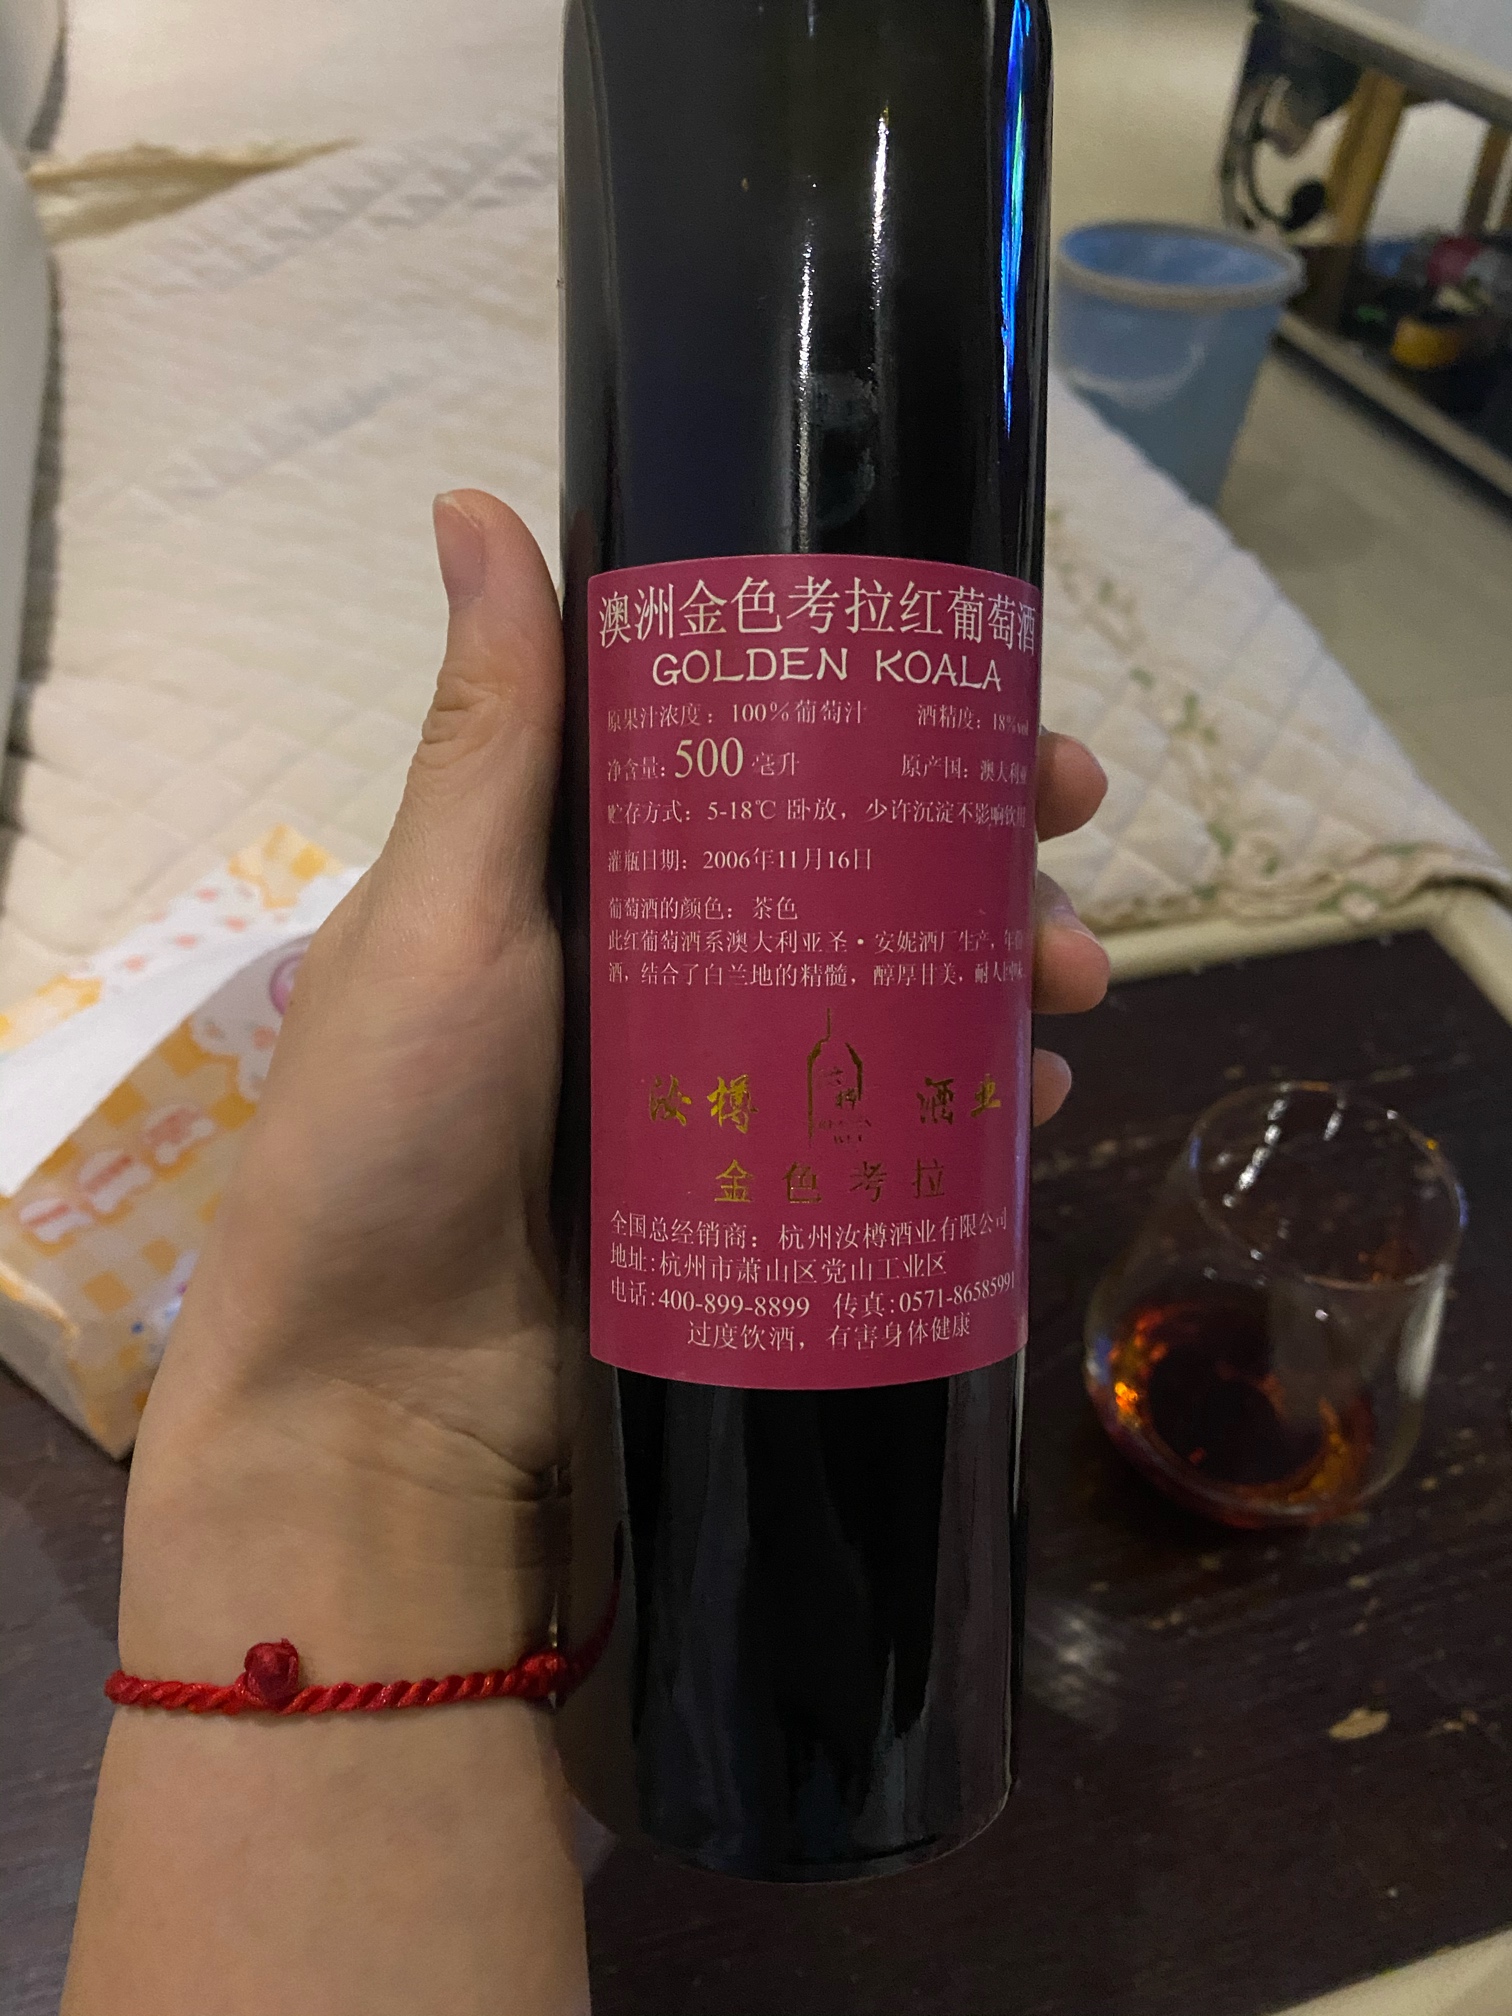 澳洲金色考拉红葡萄酒
GOLDEN KOALA
原果汁浓度：100%葡萄汁 酒精度：18%vol
净含量:500毫升 原产国：澳大利亚
贮存方式：5-18℃ 卧放，少许沉淀不影响饮用
灌瓶日期：2006年11月16日
葡萄酒的颜色：茶色
此红葡萄酒系澳大利亚圣·安妮酒厂生产，
酒，结合了白兰地的精髓，醇厚甘美，耐人
汝樽 酒业
金色考拉
全国总经销商：杭州汝樽酒业有限公司
地址:杭州市萧山区党山工业区
电话:400-899-8899 传真:0571-86585991
过度饮酒，有害身体健康